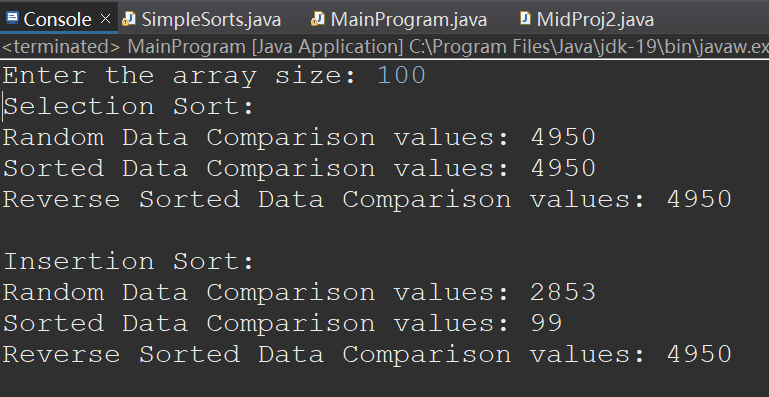 Console × SimpleSorts.java MainProgram.java MidProj2.java
<terminated> MainProgram [Java Application] C:\Program Files\Java\jdk-19\bin\javaw.ex
Enter the array size: 100
Selection Sort:
Random Data Comparison values: 4950
Sorted Data Comparison values: 4950
Reverse Sorted Data Comparison values: 4950
Insertion Sort:
Random Data Comparison values: 2853
Sorted Data Comparison values: 99
Reverse Sorted Data Comparison values: 4950